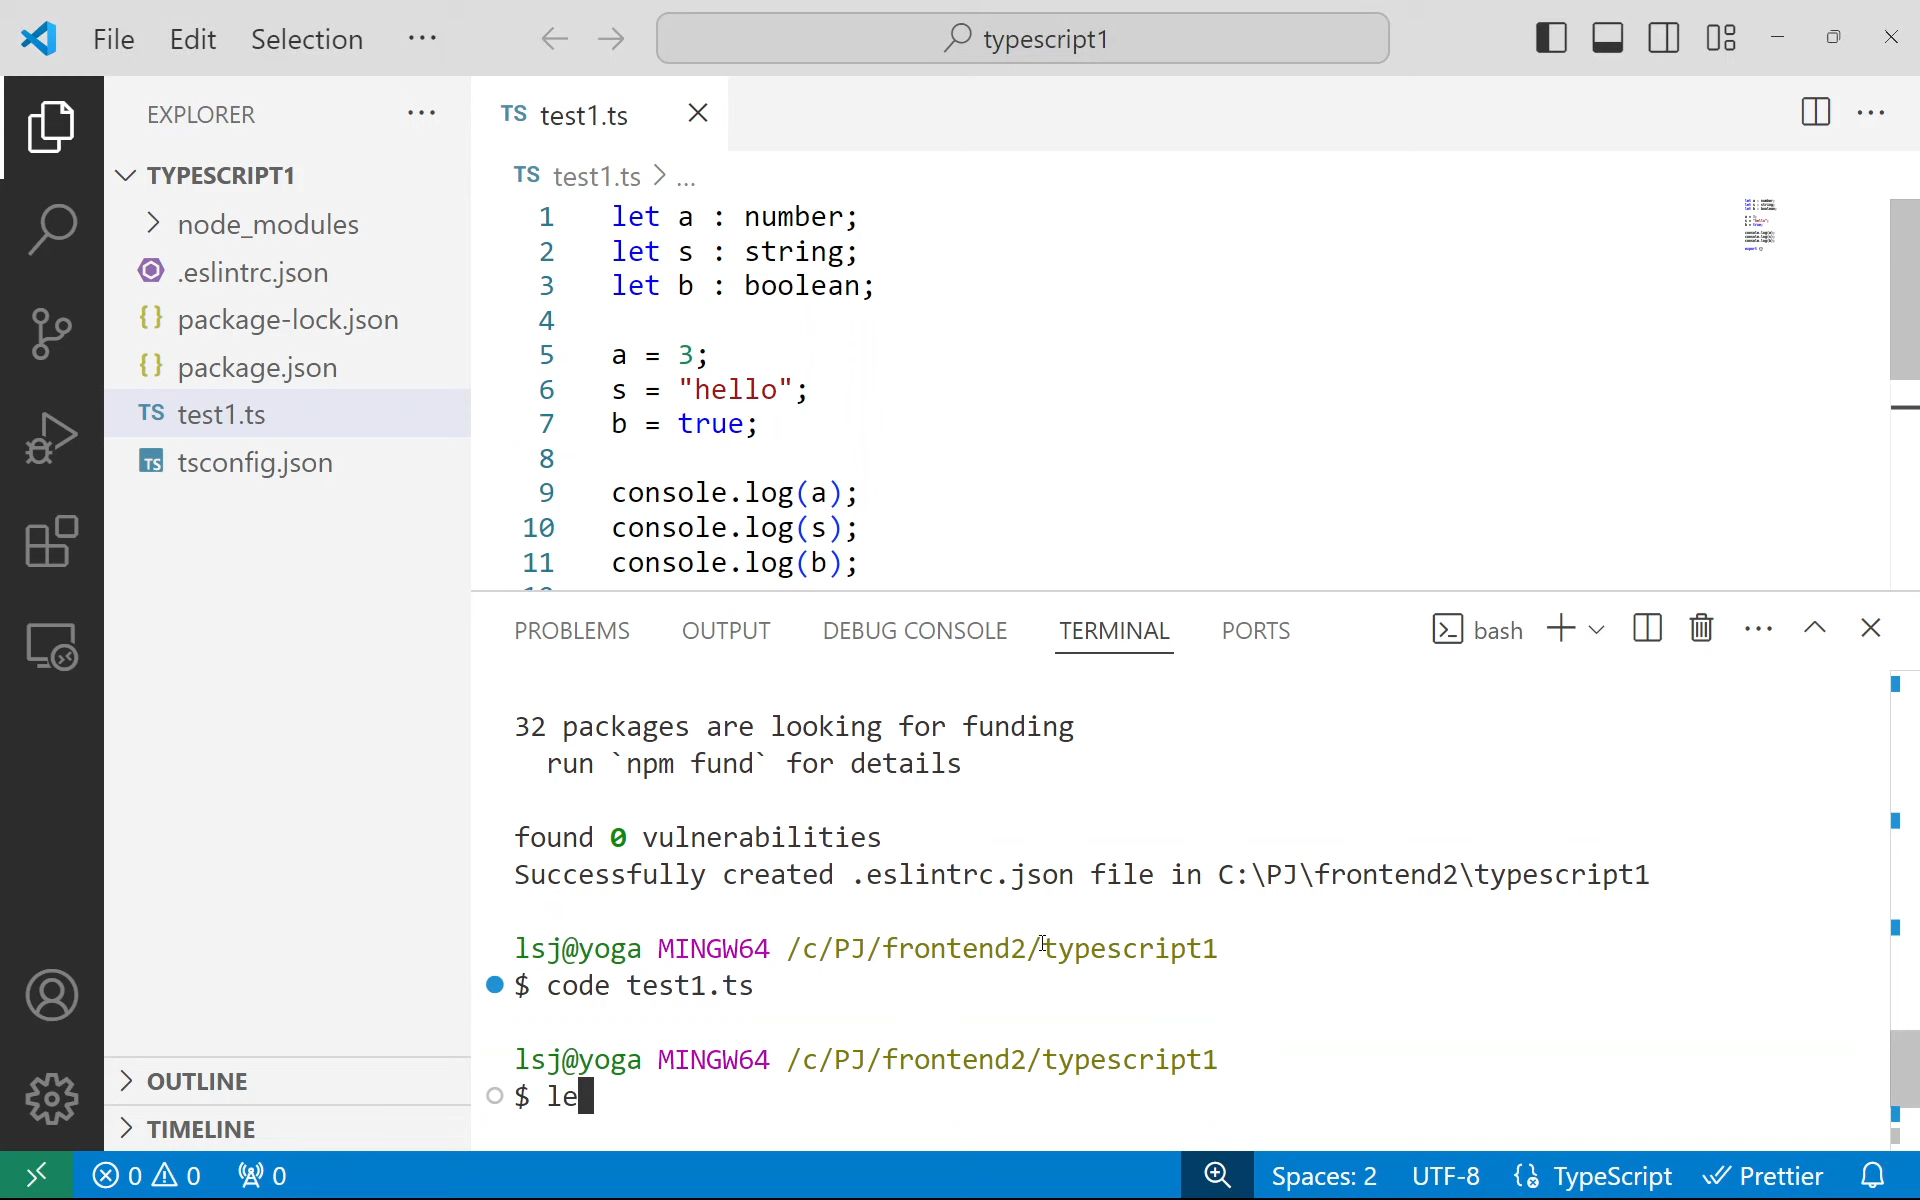 File Edit Selection ···
typescript1
EXPLORER ···
TYPESCRIPT1
node_modules
.eslintrc.json
{} package-lock.json
{} package.json
TS test1.ts
TS tsconfig.json
OUTLINE
TIMELINE
TS test1.ts
TS test1.ts > ...
1 let a : number;
2 let s : string;
3 let b : boolean;
4
5 a = 3;
6 s = "hello";
7 b = true;
8
9 console.log(a);
10 console.log(s);
11 console.log(b);
PROBLEMS OUTPUT DEBUG CONSOLE TERMINAL PORTS
bash
32 packages are looking for funding
run `npm fund` for details
found 0 vulnerabilities
Successfully created .eslintrc.json file in C:\PJ\frontend2\typescript1
lsj@yoga MINGW64 /c/PJ/frontend2/typescript1
$ code test1.ts
lsj@yoga MINGW64 /c/PJ/frontend2/typescript1
$ le
0 0 0
Spaces: 2 UTF-8 {} TypeScript Prettier